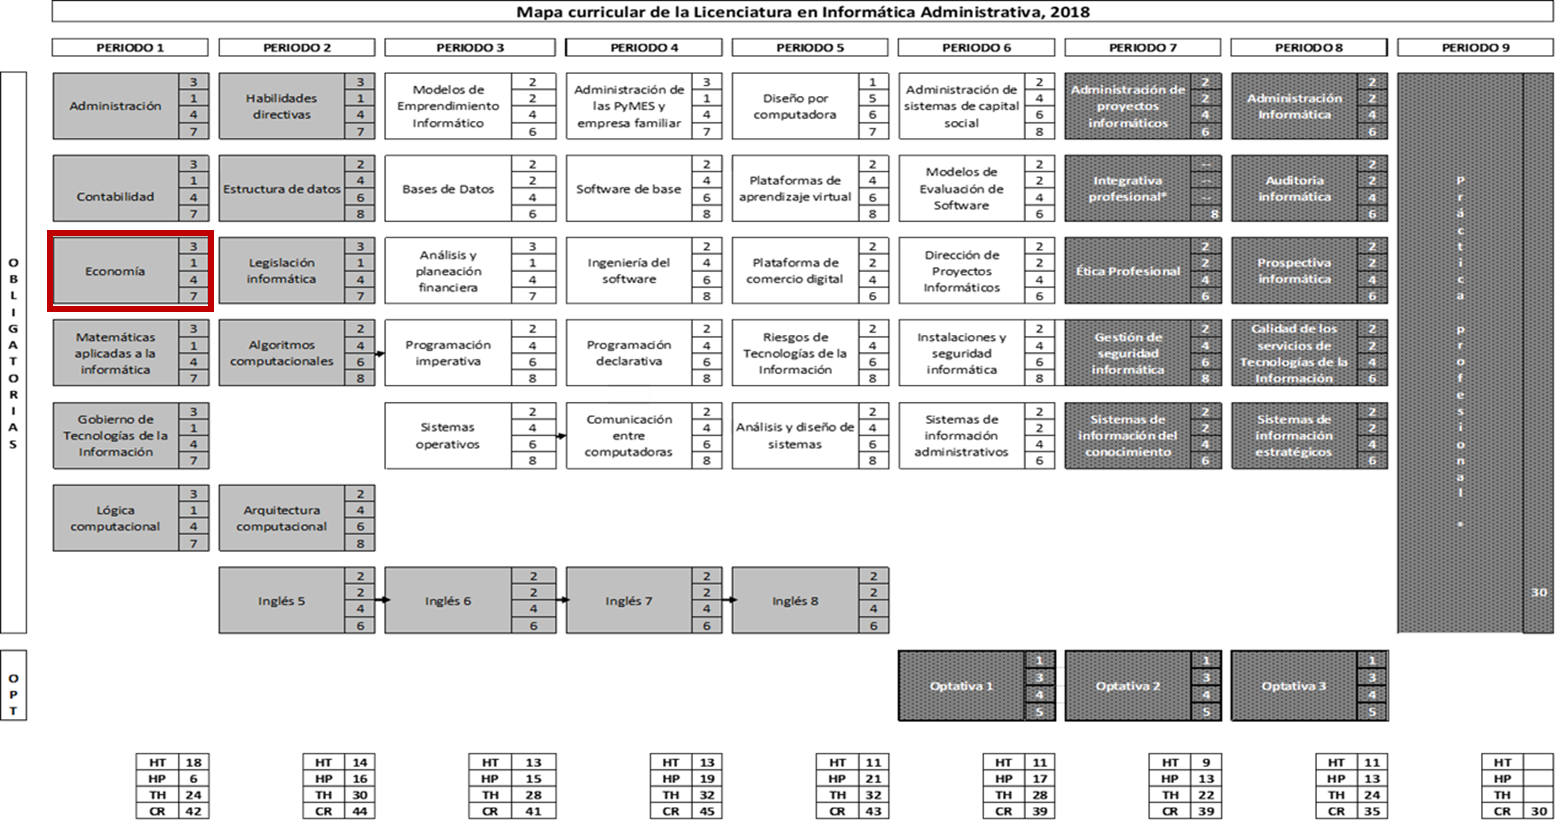 Mapa curricular de la Licenciatura en Informática Administrativa, 2018
PERIODO 1
PERIODO 2
PERIODO 3
PERIODO 4
PERIODO 5
PERIODO 6
PERIODO 7
PERIODO 8
PERIODO 9
OBLIGATORIAS
Administración
3
1
4
7
Habilidades
directivas
3
1
4
7
Modelos de
Emprendimiento
Informático
2
2
4
6
Administración de
las PyMES y
empresa familiar
3
1
4
7
Diseño por
computadora
1
5
6
7
Administración de
sistemas de capital
social
2
4
6
8
Administración de
proyectos
informáticos
2
2
4
6
Administración
Informática
2
2
4
6
Contabilidad
3
1
4
7
Estructura de datos
2
4
6
8
Bases de Datos
2
2
4
6
Software de base
2
4
6
8
Plataformas de
aprendizaje virtual
2
4
6
8
Modelos de
Evaluación de
Software
2
2
4
6
Integrativa
profesional*
--
--
--
8
Auditoria
informática
2
2
4
6
Economía
3
1
4
7
Legislación
informática
3
1
4
7
Análisis y
planeación
financiera
3
1
4
7
Ingeniería del
software
2
4
6
8
Plataforma de
comercio digital
2
2
4
6
Dirección de
Proyectos
Informáticos
2
2
4
6
Ética Profesional
2
2
4
6
Prospectiva
informática
2
2
4
6
Matemáticas
aplicadas a la
informática
3
1
4
7
Algoritmos
computacionales
2
4
6
8
Programación
imperativa
2
4
6
8
Programación
declarativa
2
4
6
8
Riesgos de
Tecnologías de la
Información
2
4
6
8
Instalaciones y
seguridad
informática
2
4
6
8
Gestión de
seguridad
informática
2
4
6
8
Calidad de los
servicios de
Tecnologías de la
Información
2
2
4
6
Gobierno de
Tecnologías de la
Información
3
1
4
7
Sistemas
operativos
2
4
6
8
Comunicación
entre
computadoras
2
4
6
8
Análisis y diseño de
sistemas
2
4
6
8
Sistemas de
información
administrativos
2
2
4
6
Sistemas de
información del
conocimiento
2
2
4
6
Sistemas de
información
estratégicos
2
2
4
6
Lógica
computacional
3
1
4
7
Arquitectura
computacional
2
4
6
8
Inglés 5
2
2
4
6
Inglés 6
2
2
4
6
Inglés 7
2
2
4
6
Inglés 8
2
2
4
6
Práctica profesional *
30
OPT
Optativa 1
1
3
4
5
Optativa 2
1
3
4
5
Optativa 3
1
3
4
5
HT 18
HP 6
TH 24
CR 42
HT 14
HP 16
TH 30
CR 44
HT 13
HP 15
TH 28
CR 41
HT 13
HP 19
TH 32
CR 45
HT 11
HP 21
TH 32
CR 43
HT 11
HP 17
TH 28
CR 39
HT 9
HP 13
TH 22
CR 39
HT 11
HP 13
TH 24
CR 35
HT
HP
TH
CR 30